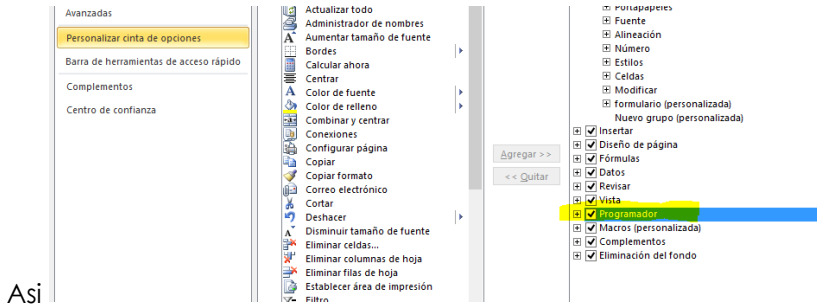 Avanzadas
Personalizar cinta de opciones
Barra de herramientas de acceso rápido
Complementos
Centro de confianza
Actualizar todo
Administrador de nombres
Aumentar tamaño de fuente
Bordes
Calcular ahora
Centrar
Color de fuente
Color de relleno
Combinar y centrar
Conexiones
Configurar página
Copiar
Copiar formato
Correo electrónico
Cortar
Deshacer
Disminuir tamaño de fuente
Eliminar celdas...
Eliminar columnas de hoja
Eliminar filas de hoja
Establecer área de impresión
Filtro
Agregar >>
<< Quitar
Portapapeles
Fuente
Alineación
Número
Estilos
Celdas
Modificar
formulario (personalizada)
Nuevo grupo (personalizada)
Insertar
Diseño de página
Fórmulas
Datos
Revisar
Vista
Programador
Macros (personalizada)
Complementos
Eliminación del fondo
Asi